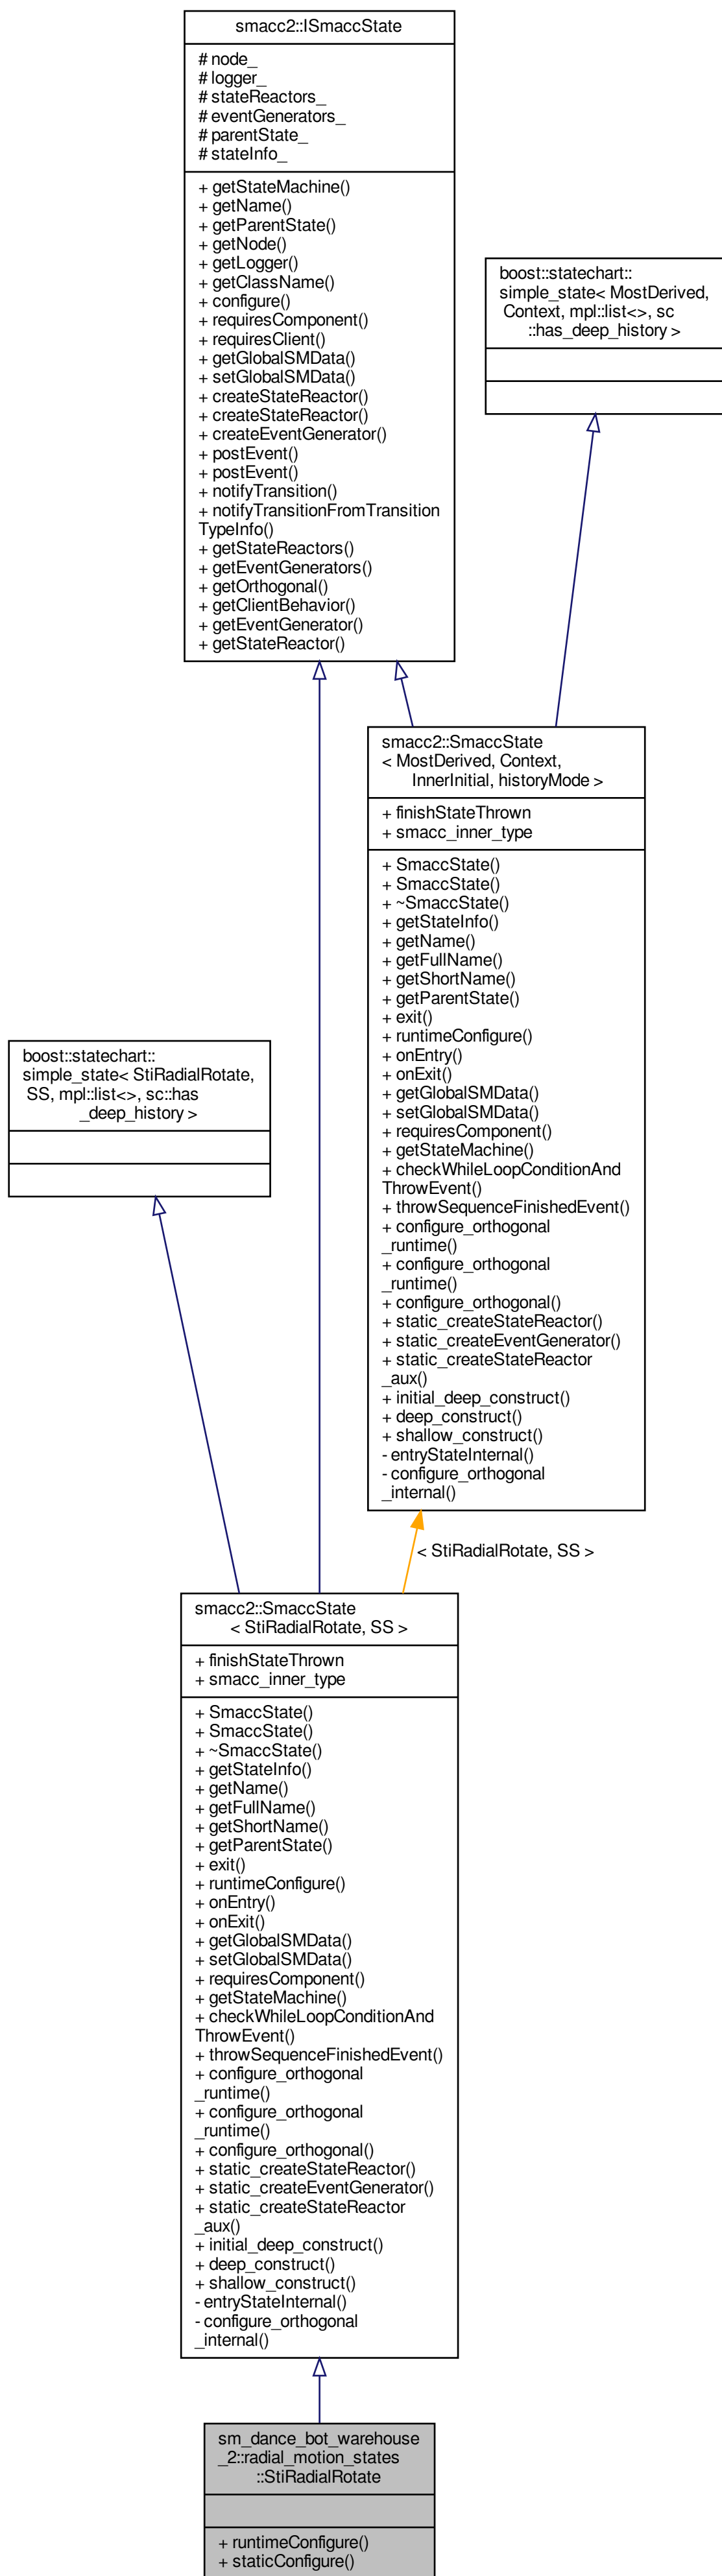 smacc2::ISmaccState
# node_
# logger_
# stateReactors_
# eventGenerators_
# parentState_
# stateInfo_
+ getStateMachine()
+ getName()
+ getParentState()
+ getNode()
+ getLogger()
+ getClassName()
+ configure()
+ requiresComponent()
+ requiresClient()
+ getGlobalSMData()
+ setGlobalSMData()
+ createStateReactor()
+ createStateReactor()
+ createEventGenerator()
+ postEvent()
+ postEvent()
+ notifyTransition()
+ notifyTransitionFromTransition
TypeInfo()
+ getStateReactors()
+ getEventGenerators()
+ getOrthogonal()
+ getClientBehavior()
+ getEventGenerator()
+ getStateReactor()
boost::statechart::
simple_state< MostDerived,
Context, mpl::list<>, sc
::has_deep_history >
smacc2::SmaccState
< MostDerived, Context,
InnerInitial, historyMode >
+ finishStateThrown
+ smacc_inner_type
+ SmaccState()
+ SmaccState()
+ ~SmaccState()
+ getStateInfo()
+ getName()
+ getFullName()
+ getShortName()
+ getParentState()
+ exit()
+ runtimeConfigure()
+ onEntry()
+ onExit()
+ getGlobalSMData()
+ setGlobalSMData()
+ requiresComponent()
+ getStateMachine()
+ checkWhileLoopConditionAnd
ThrowEvent()
+ throwSequenceFinishedEvent()
+ configure_orthogonal
_runtime()
+ configure_orthogonal
_runtime()
+ configure_orthogonal()
+ static_createStateReactor()
+ static_createEventGenerator()
+ static_createStateReactor
_aux()
+ initial_deep_construct()
+ deep_construct()
+ shallow_construct()
- entryStateInternal()
- configure_orthogonal
_internal()
boost::statechart::
simple_state< StiRadialRotate,
SS, mpl::list<>, sc::has
_deep_history >
< StiRadialRotate, SS >
smacc2::SmaccState
< StiRadialRotate, SS >
+ finishStateThrown
+ smacc_inner_type
+ SmaccState()
+ SmaccState()
+ ~SmaccState()
+ getStateInfo()
+ getName()
+ getFullName()
+ getShortName()
+ getParentState()
+ exit()
+ runtimeConfigure()
+ onEntry()
+ onExit()
+ getGlobalSMData()
+ setGlobalSMData()
+ requiresComponent()
+ getStateMachine()
+ checkWhileLoopConditionAnd
ThrowEvent()
+ throwSequenceFinishedEvent()
+ configure_orthogonal
_runtime()
+ configure_orthogonal
_runtime()
+ configure_orthogonal()
+ static_createStateReactor()
+ static_createEventGenerator()
+ static_createStateReactor
_aux()
+ initial_deep_construct()
+ deep_construct()
+ shallow_construct()
- entryStateInternal()
- configure_orthogonal
_internal()
sm_dance_bot_warehouse
_2::radial_motion_states
::StiRadialRotate
+ runtimeConfigure()
+ staticConfigure()